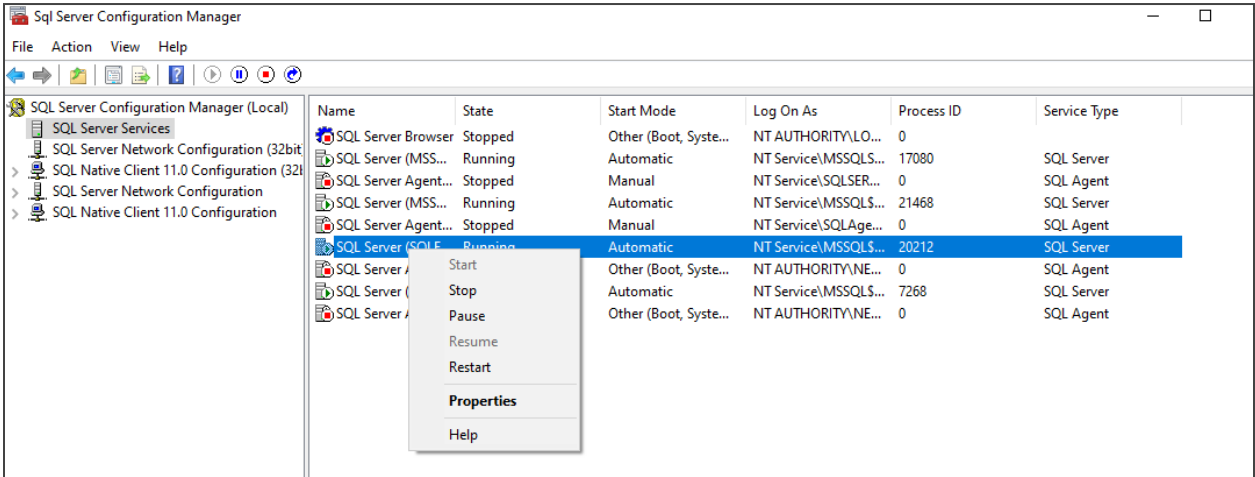 Sql Server Configuration Manager
File Action View Help
SQL Server Configuration Manager (Local)
SQL Server Services
SQL Server Network Configuration (32bit
SQL Native Client 11.0 Configuration (32b
SQL Server Network Configuration
SQL Native Client 11.0 Configuration
Name State Start Mode Log On As Process ID Service Type
SQL Server Browser Stopped Other (Boot, Syste... NT AUTHORITY\LO... 0
SQL Server (MSS... Running Automatic NT Service\MSSQLS... 17080 SQL Server
SQL Server Agent... Stopped Manual NT Service\SQLSER... 0 SQL Agent
SQL Server (MSS... Running Automatic NT Service\MSSQL$... 21468 SQL Server
SQL Server Agent... Stopped Manual NT Service\SQLAge... 0 SQL Agent
SQL Server (SQLE Running Automatic NT Service\MSSQL$... 20212 SQL Server
SQL Server A Other (Boot, Syste... NT AUTHORITY\NE... 0 SQL Agent
SQL Server ( Automatic NT Service\MSSQL$... 7268 SQL Server
SQL Server A Other (Boot, Syste... NT AUTHORITY\NE... 0 SQL Agent
Start
Stop
Pause
Resume
Restart
Properties
Help